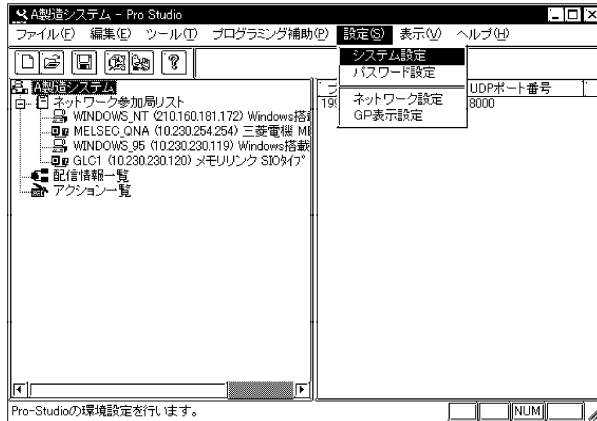 A製造システム - Pro Studio
ファイル(F) 編集(E) ツール(T) プログラミング補助(P) 設定(S) 表示(V) ヘルプ(H)
システム設定
パスワード設定
ネットワーク設定
GP表示設定
UDPポート番号
8000
A製造システム
ネットワーク参加局リスト
WINDOWS_NT (210.160.181.172) Windows搭
MELSEC_QNA (10.230.254.254) 三菱電機 ME
WINDOWS_95 (10.230.230.119) Windows搭載
GLC1 (10.230.230.120) メモリリンク SIOタイプ
配信情報一覧
アクション一覧
Pro-Studioの環境設定を行います。
NUM